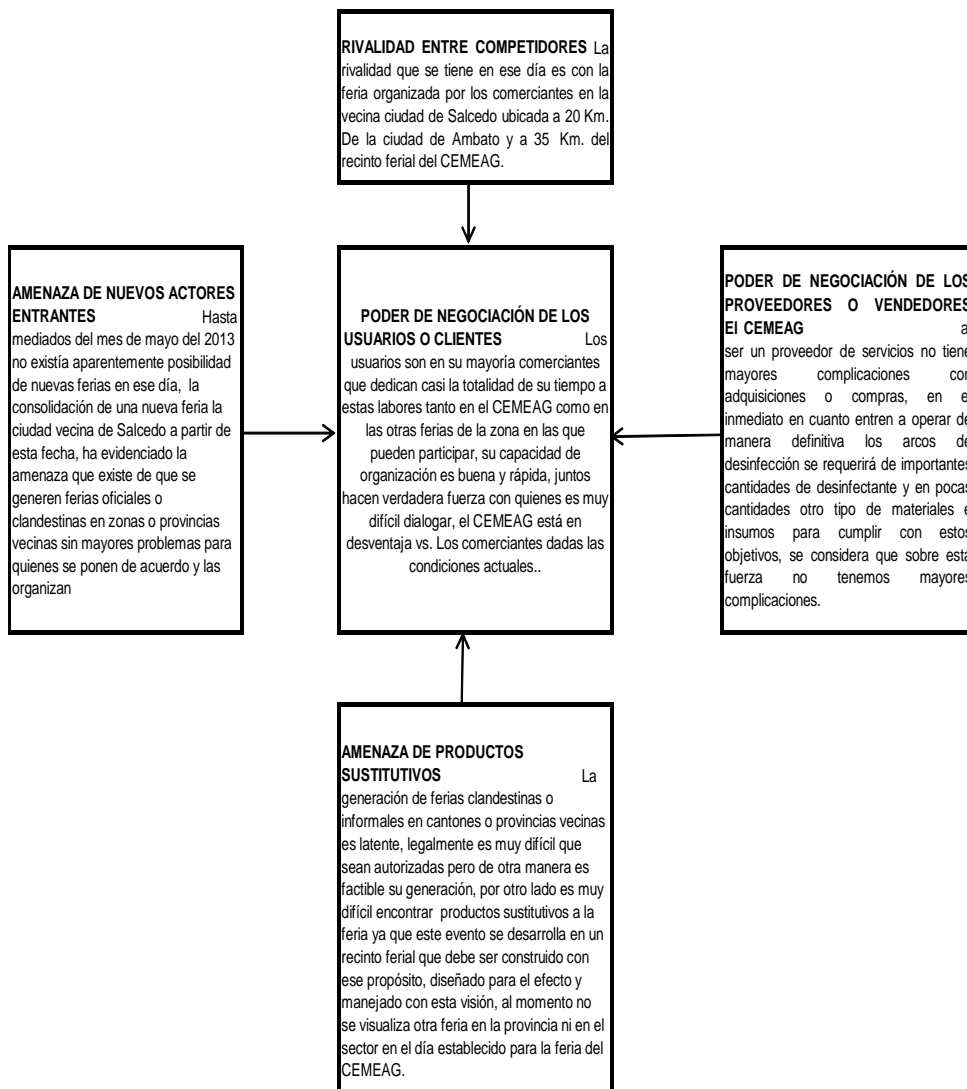 RIVALIDAD ENTRE COMPETIDORES La
rivalidad que se tiene en ese día es con la
feria organizada por los comerciantes en la
vecina ciudad de Salcedo ubicada a 20 Km.
De la ciudad de Ambato y a 35 Km. del
recinto ferial del CEMEAG.
AMENAZA DE NUEVOS ACTORES
ENTRANTES Hasta
mediados del mes de mayo del 2013
no existía aparentemente posibilidad
de nuevas ferias en ese día, la
consolidación de una nueva feria la
ciudad vecina de Salcedo a partir de
esta fecha, ha evidenciado la
amenaza que existe de que se
generen ferias oficiales o
clandestinas en zonas o provincias
vecinas sin mayores problemas para
quienes se ponen de acuerdo y las
organizan
PODER DE NEGOCIACIÓN DE LOS
USUARIOS O CLIENTES Los
usuarios son en su mayoría comerciantes
que dedican casi la totalidad de su tiempo a
estas labores tanto en el CEMEAG como en
las otras ferias de la zona en las que
pueden participar, su capacidad de
organización es buena y rápida, juntos
hacen verdadera fuerza con quienes es muy
difícil dialogar, el CEMEAG está en
desventaja vs. Los comerciantes dadas las
condiciones actuales..
PODER DE NEGOCIACIÓN DE LOS
PROVEEDORES O VENDEDORES
El CEMEAG
ser un proveedor de servicios no tiene
mayores complicaciones
adquisiciones o compras, en
inmediato en cuanto entren a operar de
manera definitiva los arcos de
desinfección se requerirá de importantes
cantidades de desinfectante y en pocas
cantidades otro tipo de materiales e
insumos para cumplir con estos
objetivos, se considera que sobre esta
fuerza no tenemos mayores
complicaciones.
AMENAZA DE PRODUCTOS
SUSTITUTIVOS La
generación de ferias clandestinas o
informales en cantones o provincias vecinas
es latente, legalmente es muy difícil que
sean autorizadas pero de otra manera es
factible su generación, por otro lado es muy
difícil encontrar productos sustitutivos a la
feria ya que este evento se desarrolla en un
recinto ferial que debe ser construido con
ese propósito, diseñado para el efecto y
manejado con esta visión, al momento no
se visualiza otra feria en la provincia ni en el
sector en el día establecido para la feria del
CEMEAG.